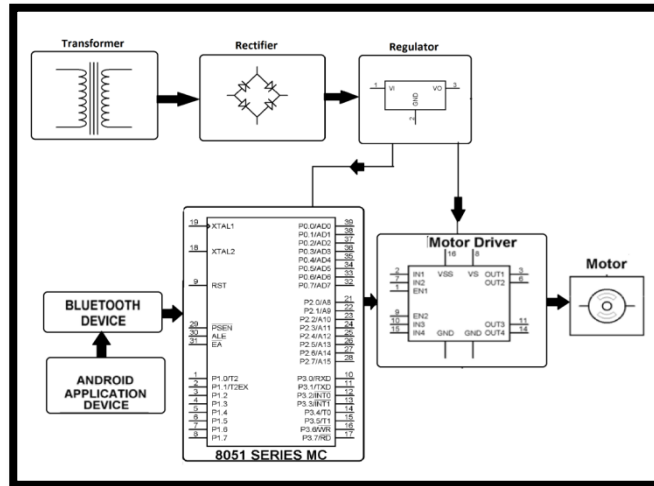 Transformer
Rectifier
Regulator
1 VI VO 3
GND
2
19 XTAL1
18 XTAL2
9 RST
29 PSEN
30 ALE
31 EA
1 P1.0/T2
2 P1.1/T2EX
3 P1.2
4 P1.3
5 P1.4
6 P1.5
7 P1.6
8 P1.7
P0.0/AD0 39
P0.1/AD1 38
P0.2/AD2 37
P0.3/AD3 36
P0.4/AD4 35
P0.5/AD5 34
P0.6/AD6 33
P0.7/AD7 32
P2.0/A8 21
P2.1/A9 22
P2.2/A10 23
P2.3/A11 24
P2.4/A12 25
P2.5/A13 26
P2.6/A14 27
P2.7/A15 28
P3.0/RXD 10
P3.1/TXD 11
P3.2/INT0 12
P3.3/INT1 13
P3.4/T0 14
P3.5/T1 15
P3.6/WR 16
P3.7/RD 17
8051 SERIES MC
BLUETOOTH
DEVICE
ANDROID
APPLICATION
DEVICE
Motor Driver
16 8
VSS VS
2 IN1
7 IN2
1 EN1
9 EN2
10 IN3
15 IN4
OUT1 3
OUT2 6
OUT3 11
OUT4 14
GND GND
Motor